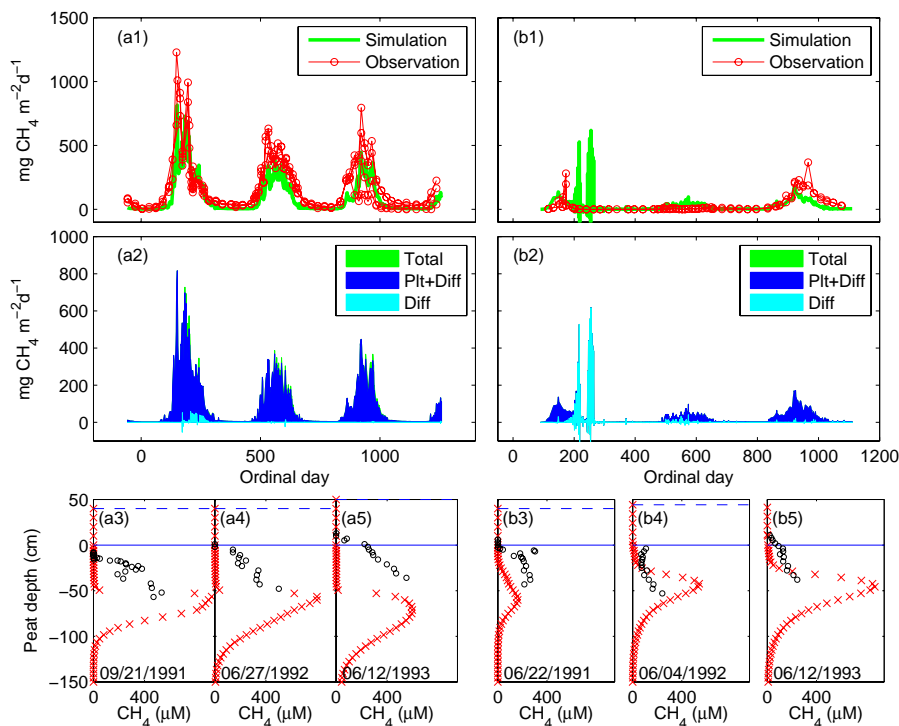 1500
1000
500
0
mg CH4 m−2d−1
(a1)
Simulation
Observation
(b1)
Simulation
Observation
1000
800
600
400
200
0
mg CH4 m−2d−1
(a2)
Total
Plt+Diff
Diff
(b2)
Total
Plt+Diff
Diff
0 500 1000
Ordinal day
0 200 400 600 800 1000 1200
Ordinal day
50
0
−50
−100
−150
Peat depth (cm)
(a3)
09/21/1991
(a4)
06/27/1992
(a5)
06/12/1993
(b3)
06/22/1991
(b4)
06/04/1992
(b5)
06/12/1993
0 400 0 400 0 400
CH4 (μM) CH4 (μM) CH4 (μM)
0 400 0 400 0 400
CH4 (μM) CH4 (μM) CH4 (μM)